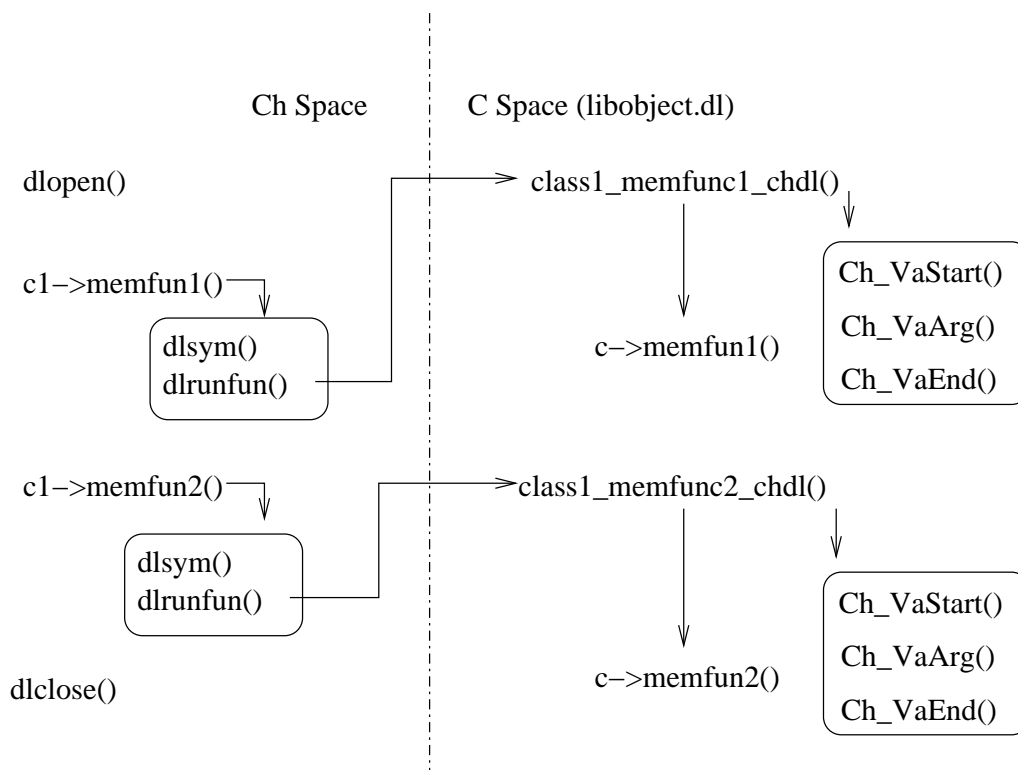 Ch Space
C Space (libobject.dl)
dlopen()
class1_memfunc1_chdl()
c1−>memfun1()
Ch_VaStart()
dlsym()
dlrunfun()
c−>memfun1()
Ch_VaArg()
Ch_VaEnd()
c1−>memfun2()
class1_memfunc2_chdl()
dlsym()
dlrunfun()
Ch_VaStart()
Ch_VaArg()
Ch_VaEnd()
c−>memfun2()
dlclose()